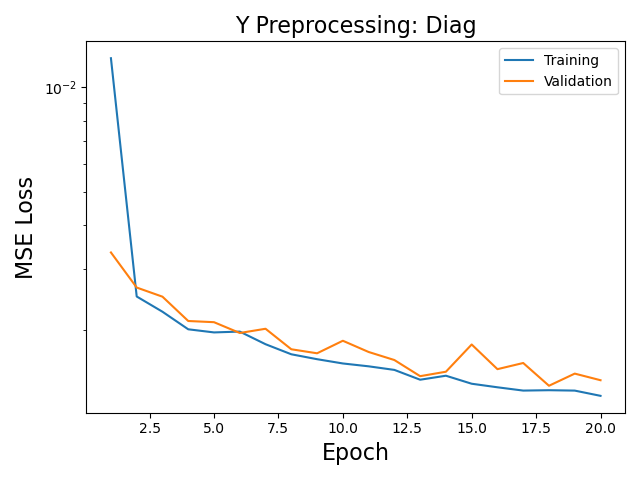 Y Preprocessing: Diag
Training
Validation
10⁻²
MSE Loss
2.5 5.0 7.5 10.0 12.5 15.0 17.5 20.0
Epoch